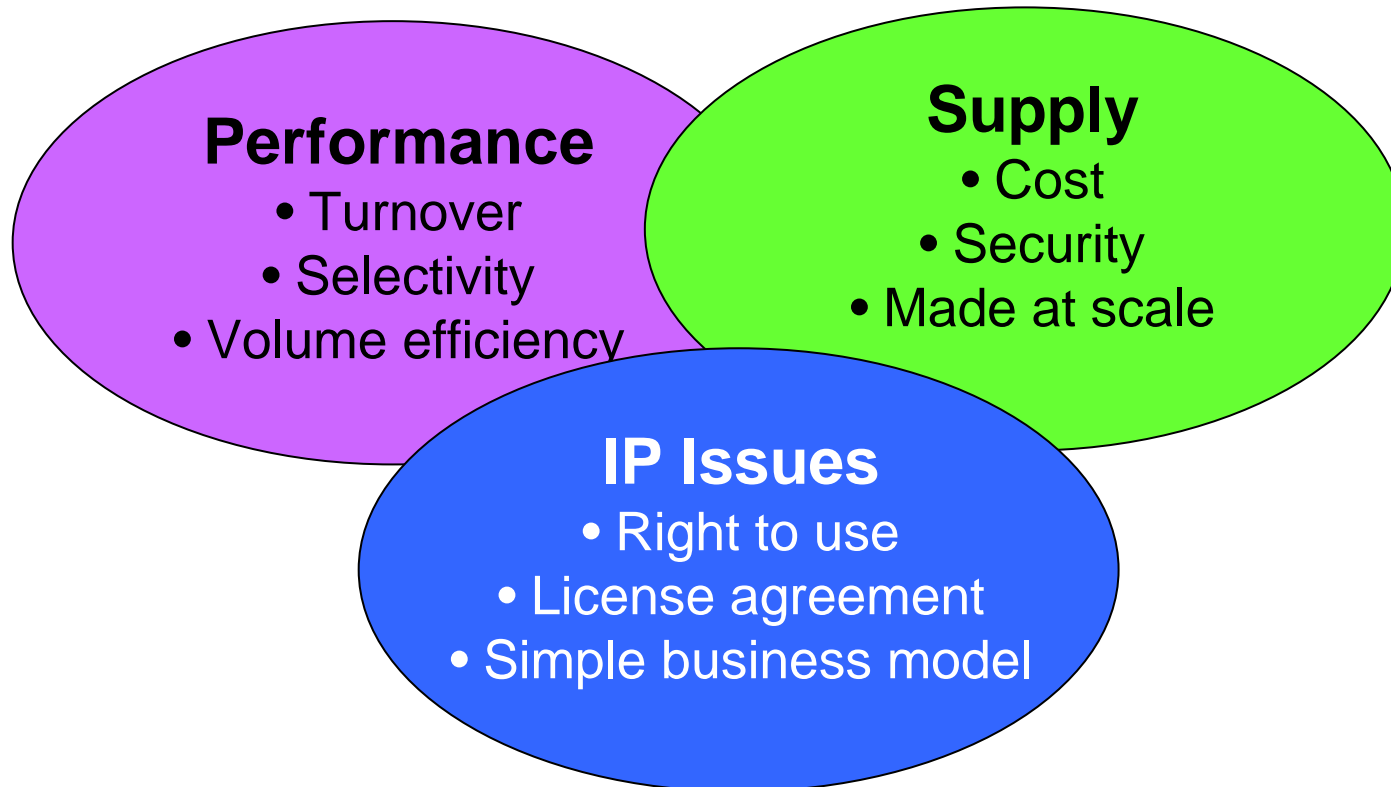 Performance
• Turnover
• Selectivity
• Volume efficiency
Supply
• Cost
• Security
• Made at scale
IP Issues
• Right to use
• License agreement
• Simple business model